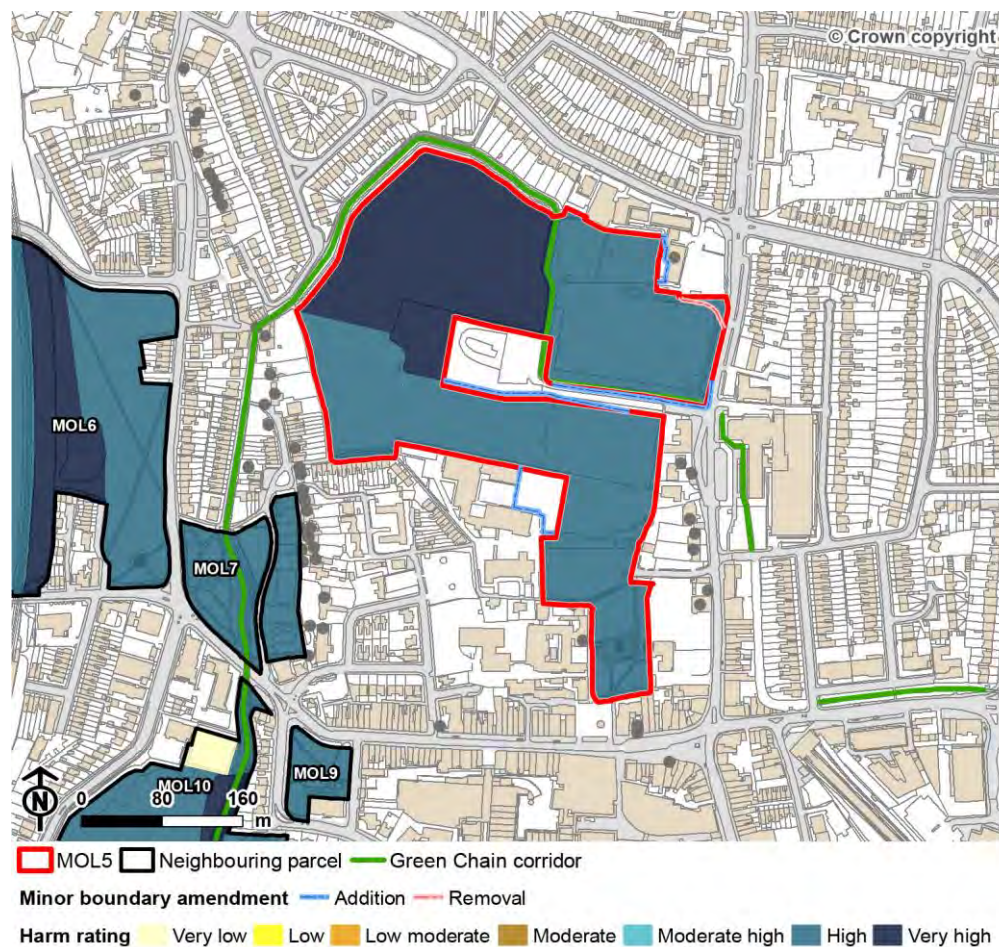 © Crown copyright
MOL6
MOL7
MOL10
MOL9
N
0 80 160
m
MOL5 Neighbouring parcel Green Chain corridor
Minor boundary amendment Addition Removal
Harm rating Very low Low Low moderate Moderate Moderate high High Very high